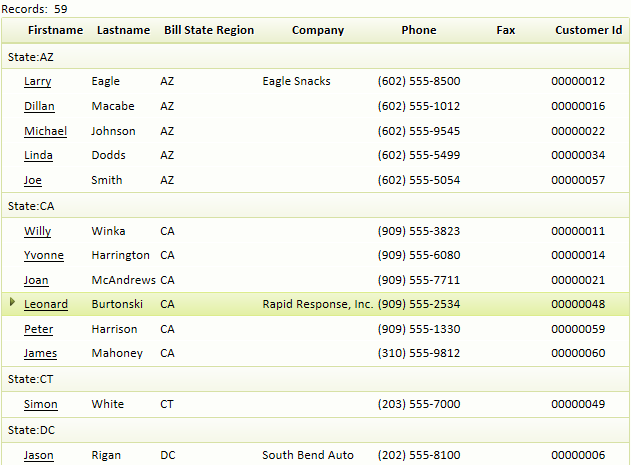 Records: 59
Firstname Lastname Bill State Region Company Phone Fax Customer Id
State:AZ
Larry Eagle AZ Eagle Snacks (602) 555-8500 00000012
Dillan Macabe AZ (602) 555-1012 00000016
Michael Johnson AZ (602) 555-9545 00000022
Linda Dodds AZ (602) 555-5499 00000034
Joe Smith AZ (602) 555-5054 00000057
State:CA
Willy Winka CA (909) 555-3823 00000011
Yvonne Harrington CA (909) 555-6080 00000014
Joan McAndrews CA (909) 555-7711 00000021
Leonard Burtonski CA Rapid Response, Inc. (909) 555-2534 00000048
Peter Harrison CA (909) 555-1330 00000059
James Mahoney CA (310) 555-9812 00000060
State:CT
Simon White CT (203) 555-7000 00000049
State:DC
Jason Rigan DC South Bend Auto (202) 555-8100 00000006